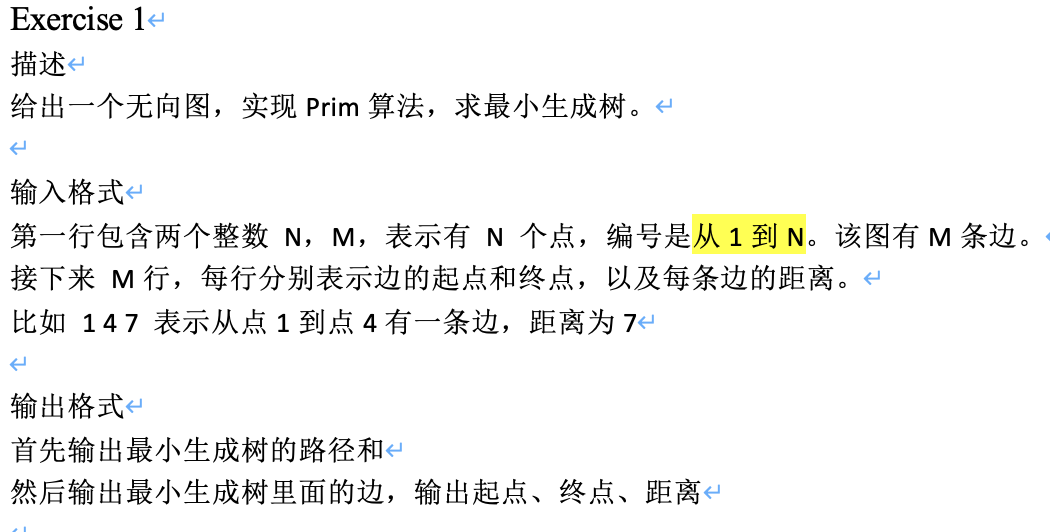 Exercise 1
描述
给出一个无向图，实现 Prim 算法，求最小生成树。
输入格式
第一行包含两个整数 N，M，表示有 N 个点，编号是从 1 到 N。该图有 M 条边。
接下来 M 行，每行分别表示边的起点和终点，以及每条边的距离。
比如 1 4 7 表示从点 1 到点 4 有一条边，距离为 7
输出格式
首先输出最小生成树的路径和
然后输出最小生成树里面的边，输出起点、终点、距离